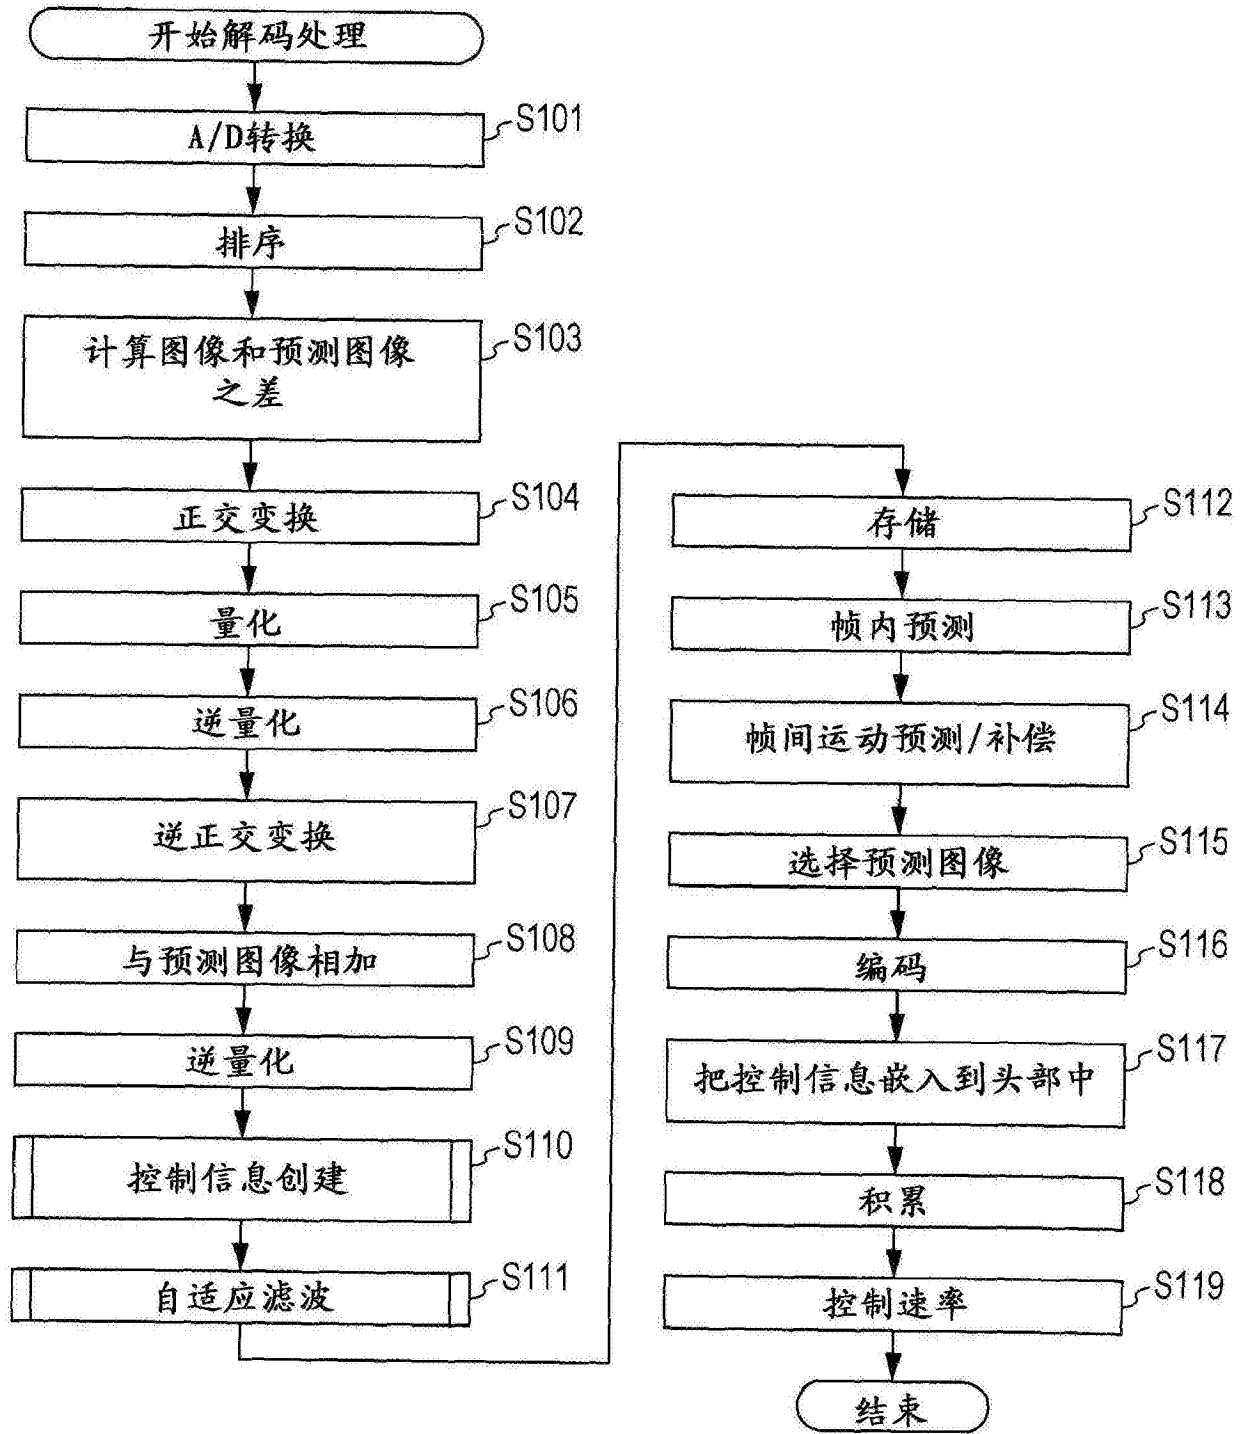 开始解码处理
A/D转换
S101
排序
S102
计算图像和预测图像
之差
S103
正交变换
S104
量化
S105
逆量化
S106
逆正交变换
S107
与预测图像相加
S108
逆量化
S109
控制信息创建
S110
自适应滤波
S111
存储
S112
帧内预测
S113
帧间运动预测/补偿
S114
选择预测图像
S115
编码
S116
把控制信息嵌入到头部中
S117
积累
S118
控制速率
S119
结束